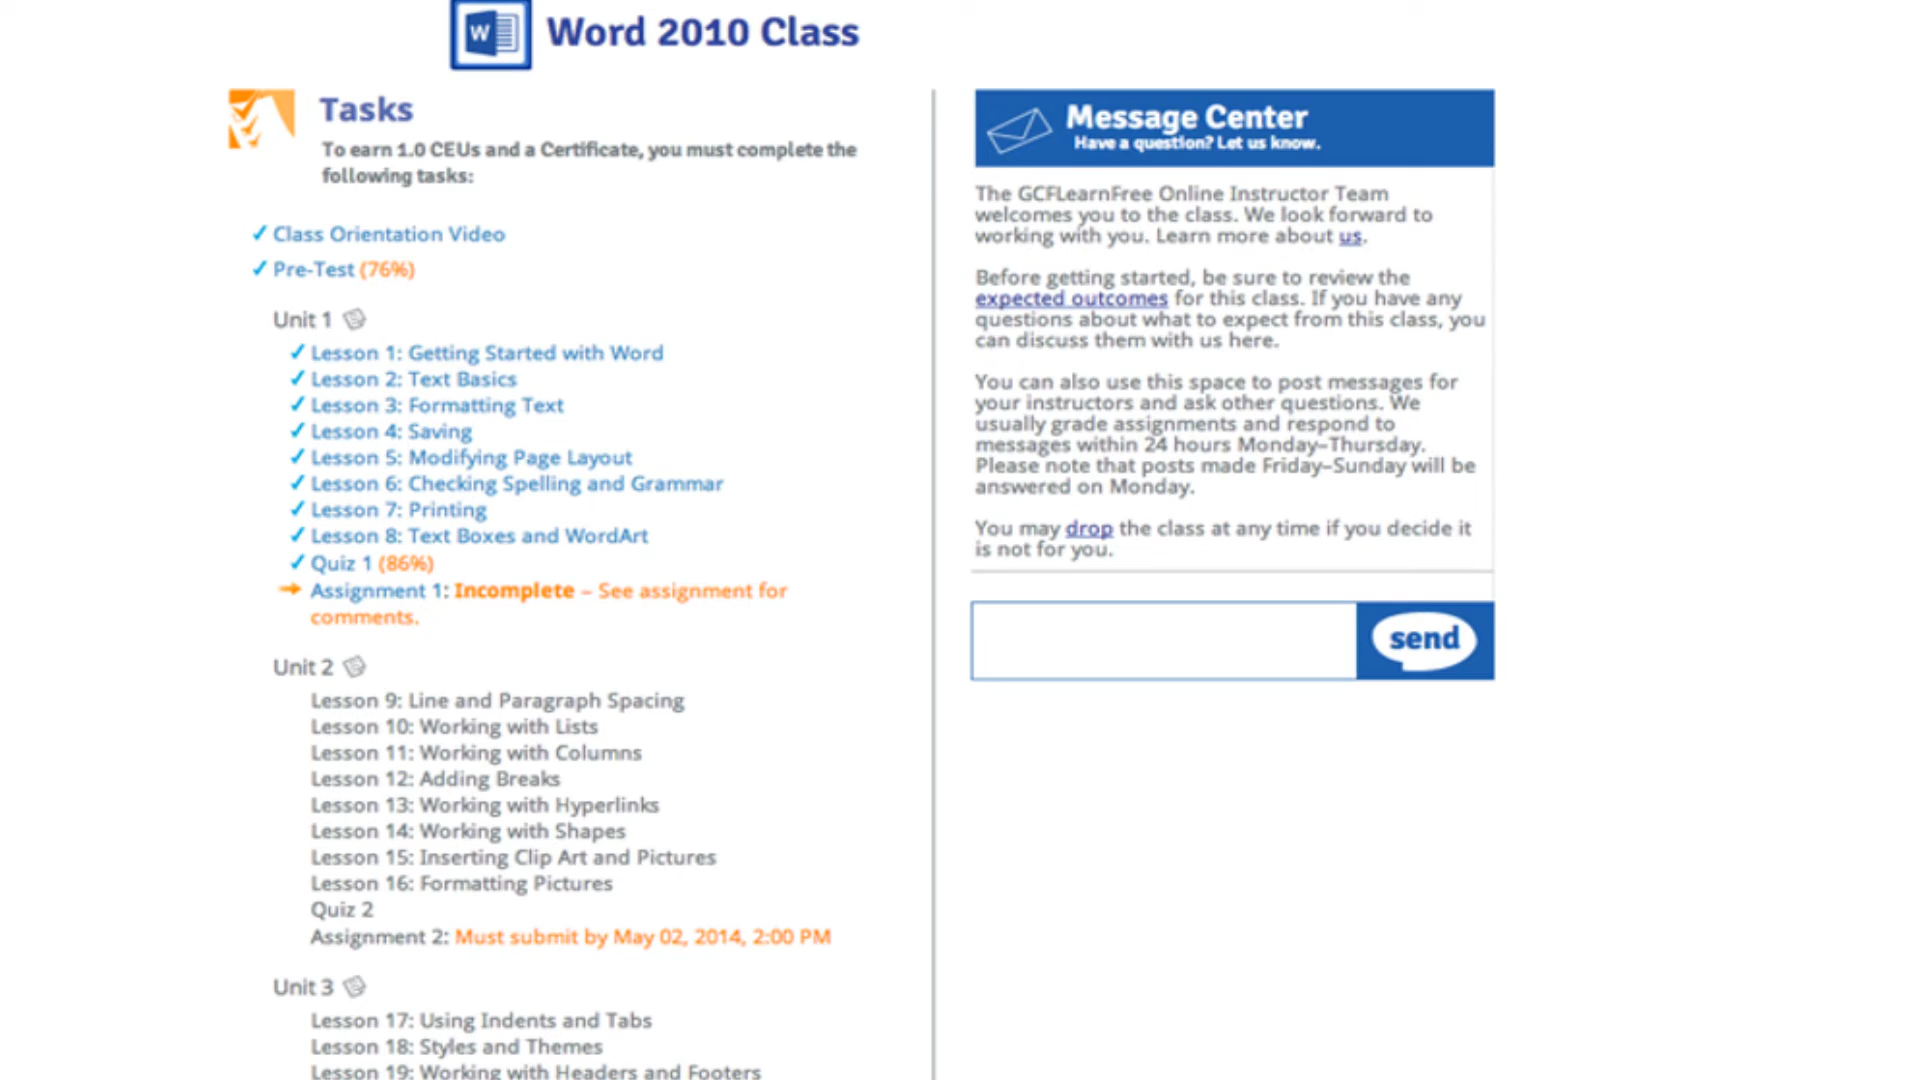 W
Word 2010 Class
Tasks
To earn 1.0 CEUs and a Certificate, you must complete the
following tasks:
Class Orientation Video
Pre-Test (76%)
Unit 1
Lesson 1: Getting Started with Word
Lesson 2: Text Basics
Lesson 3: Formatting Text
Lesson 4: Saving
Lesson 5: Modifying Page Layout
Lesson 6: Checking Spelling and Grammar
Lesson 7: Printing
Lesson 8: Text Boxes and WordArt
Quiz 1 (86%)
Assignment 1: Incomplete – See assignment for
comments.
Unit 2
Lesson 9: Line and Paragraph Spacing
Lesson 10: Working with Lists
Lesson 11: Working with Columns
Lesson 12: Adding Breaks
Lesson 13: Working with Hyperlinks
Lesson 14: Working with Shapes
Lesson 15: Inserting Clip Art and Pictures
Lesson 16: Formatting Pictures
Quiz 2
Assignment 2: Must submit by May 02, 2014, 2:00 PM
Unit 3
Lesson 17: Using Indents and Tabs
Lesson 18: Styles and Themes
Lesson 19: Working with Headers and Footers
Message Center
Have a question? Let us know.
The GCFLearnFree Online Instructor Team
welcomes you to the class. We look forward to
working with you. Learn more about us.
Before getting started, be sure to review the
expected outcomes for this class. If you have any
questions about what to expect from this class, you
can discuss them with us here.
You can also use this space to post messages for
your instructors and ask other questions. We
usually grade assignments and respond to
messages within 24 hours Monday–Thursday.
Please note that posts made Friday–Sunday will be
answered on Monday.
You may drop the class at any time if you decide it
is not for you.
send